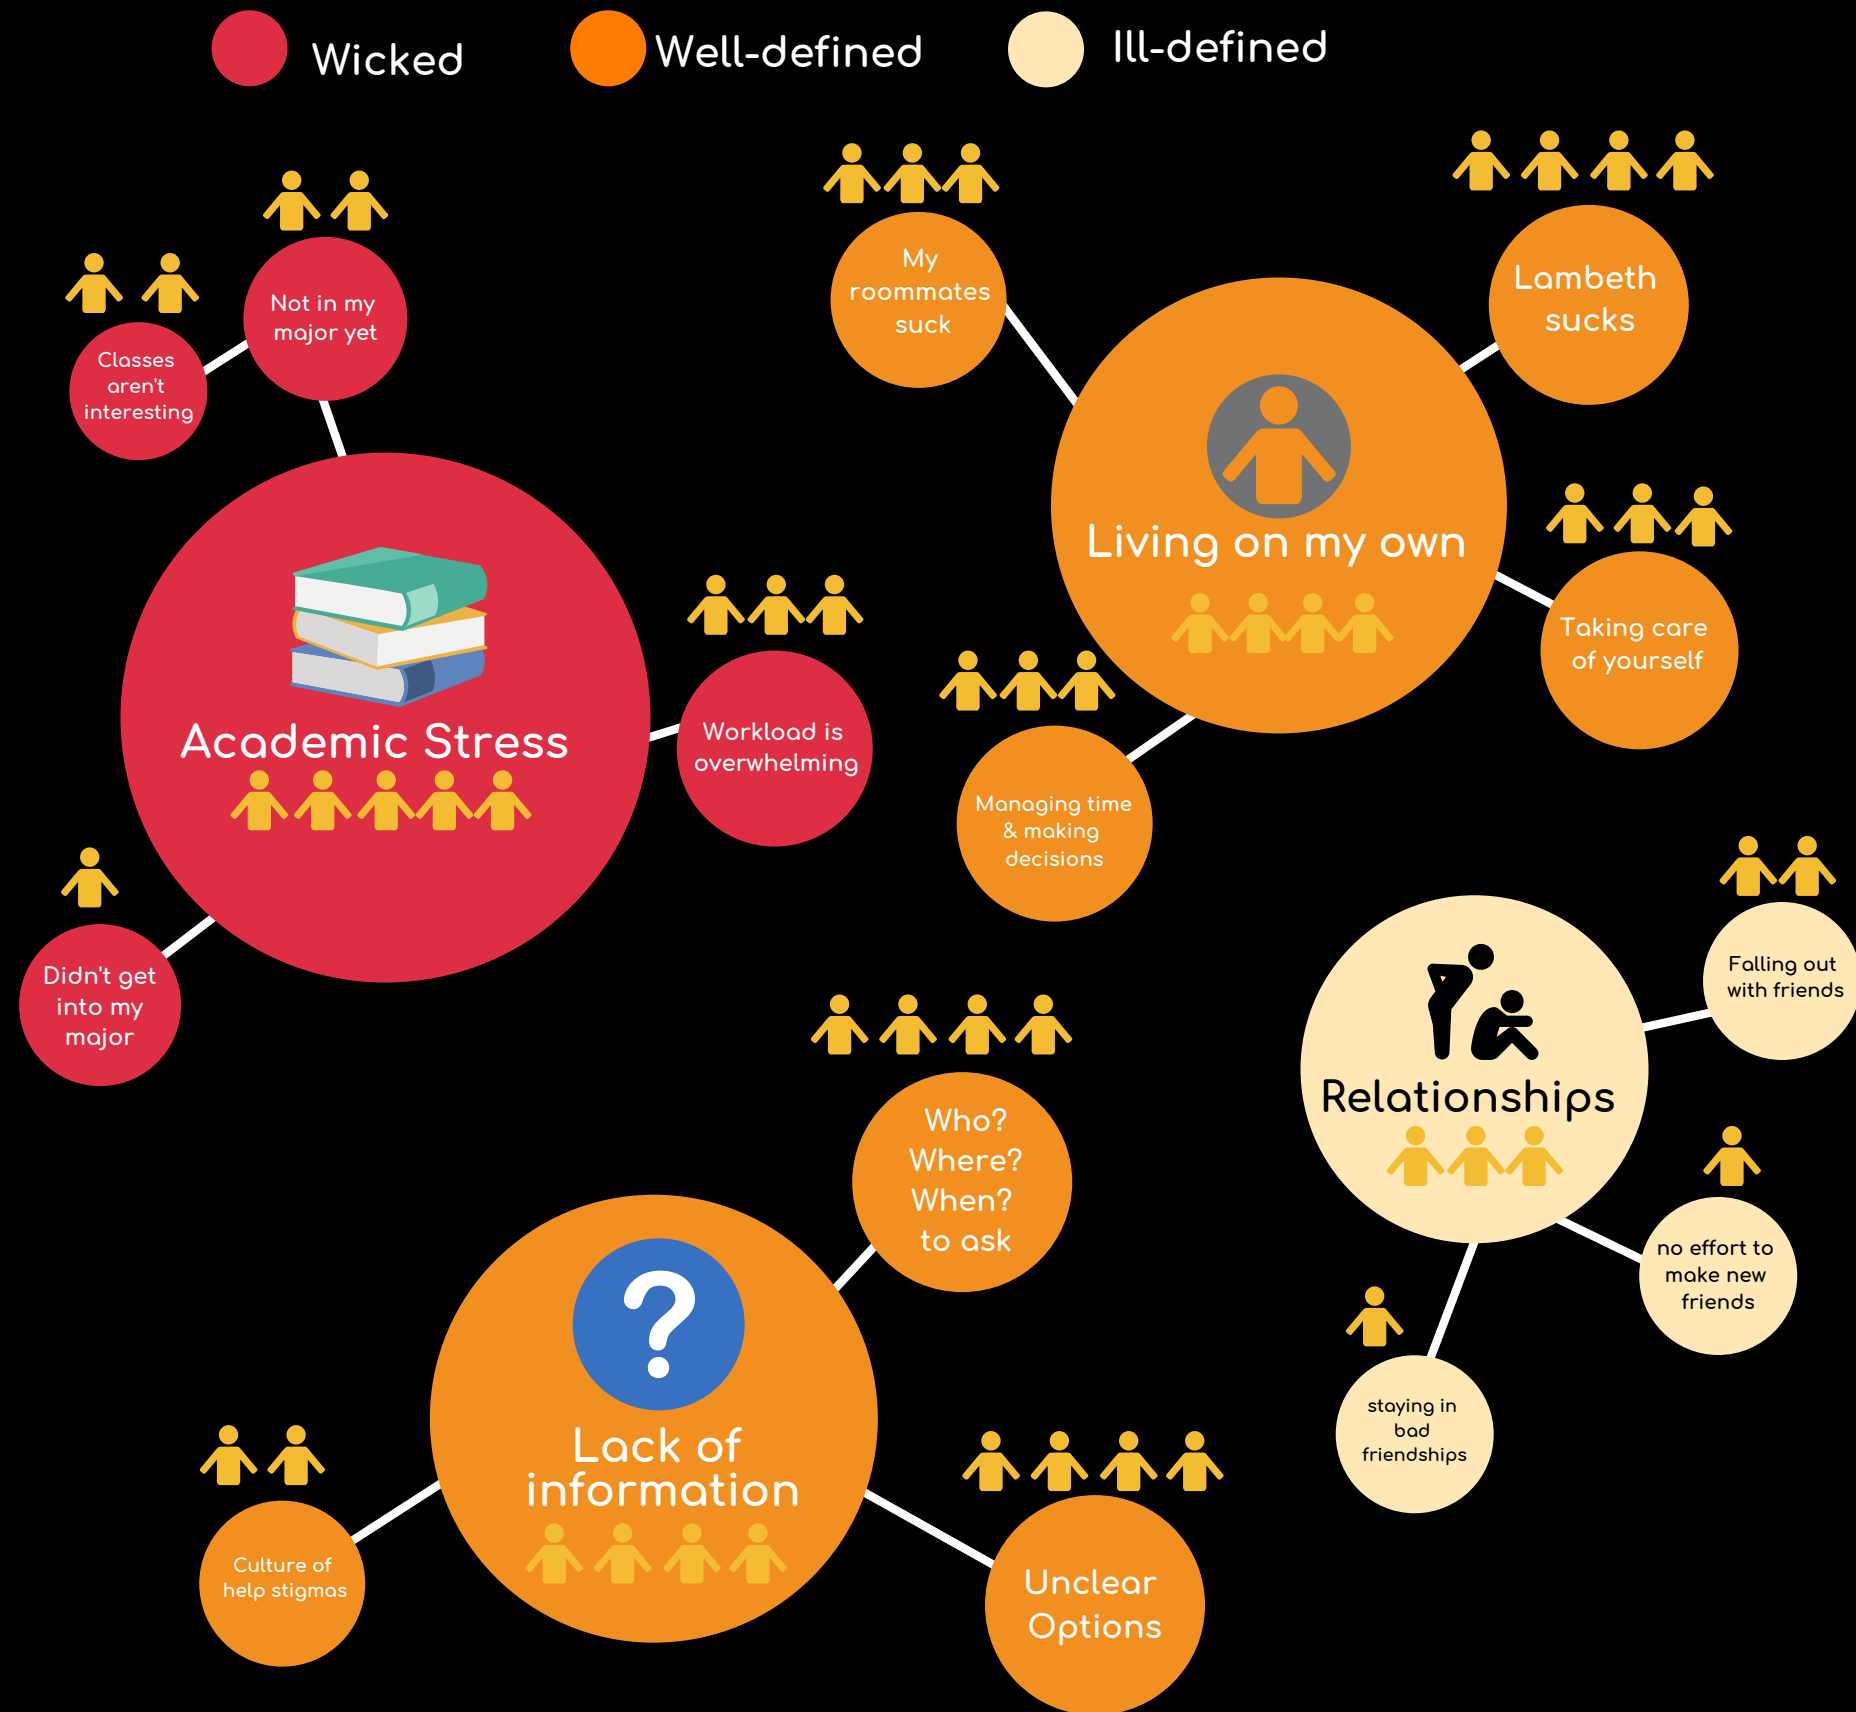 Wicked
Well-defined
Ill-defined
Not in my
major yet
Classes
aren't
interesting
Academic Stress
Workload is
overwhelming
Didn't get
into my
major
My
roommates
suck
Lambeth
sucks
Living on my own
Taking care
of yourself
Managing time
& making
decisions
Relationships
Falling out
with friends
no effort to
make new
friends
staying in
bad
friendships
Who?
Where?
When?
to ask
Lack of
information
?
Culture of
help stigmas
Unclear
Options